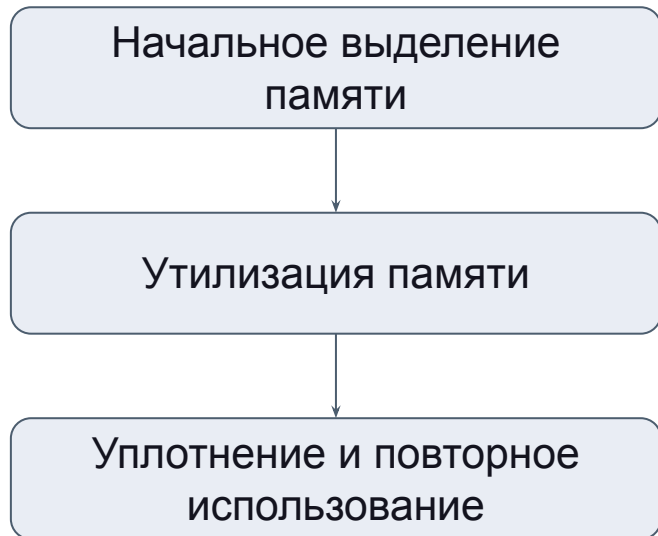 Начальное выделение
памяти
Утилизация памяти
Уплотнение и повторное
использование